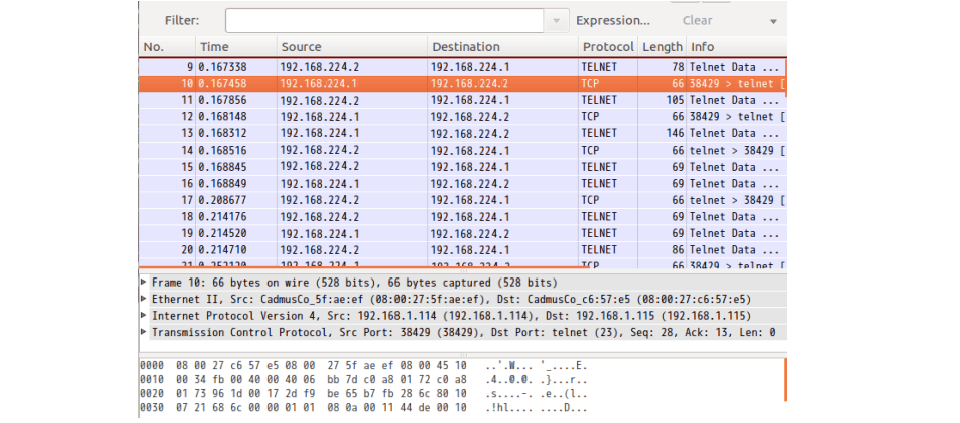 Filter: Expression... Clear
No. Time Source Destination Protocol Length Info
9 0.167338 192.168.224.2 192.168.224.1 TELNET 78 Telnet Data ...
10 0.167458 192.168.224.1 192.168.224.2 TCP 66 38429 > telnet [
11 0.167856 192.168.224.2 192.168.224.1 TELNET 105 Telnet Data ...
12 0.168148 192.168.224.1 192.168.224.2 TCP 66 38429 > telnet [
13 0.168312 192.168.224.1 192.168.224.2 TELNET 146 Telnet Data ...
14 0.168516 192.168.224.2 192.168.224.1 TCP 66 telnet > 38429 [
15 0.168845 192.168.224.2 192.168.224.1 TELNET 69 Telnet Data ...
16 0.168849 192.168.224.1 192.168.224.2 TELNET 69 Telnet Data ...
17 0.208677 192.168.224.2 192.168.224.1 TCP 66 telnet > 38429 [
18 0.214176 192.168.224.2 192.168.224.1 TELNET 69 Telnet Data ...
19 0.214520 192.168.224.1 192.168.224.2 TELNET 69 Telnet Data ...
20 0.214710 192.168.224.2 192.168.224.1 TELNET 86 Telnet Data ...
21 0.252120 192.168.224.1 192.168.224.2 TCP 66 38429 > telnet [
Frame 10: 66 bytes on wire (528 bits), 66 bytes captured (528 bits)
Ethernet II, Src: CadmusCo_5f:ae:ef (08:00:27:5f:ae:ef), Dst: CadmusCo_c6:57:e5 (08:00:27:c6:57:e5)
Internet Protocol Version 4, Src: 192.168.1.114 (192.168.1.114), Dst: 192.168.1.115 (192.168.1.115)
Transmission Control Protocol, Src Port: 38429 (38429), Dst Port: telnet (23), Seq: 28, Ack: 13, Len: 0
0000 08 00 27 c6 57 e5 08 00 27 5f ae ef 08 00 45 10 ..'.W... '_....E.
0010 00 34 fb 00 40 00 40 06 bb 7d c0 a8 01 72 c0 a8 .4..@.@. .}...r..
0020 01 73 96 1d 00 17 2d f9 be 65 b7 fb 28 6c 80 10 .s....-. .e..(l..
0030 07 21 68 6c 00 00 01 01 08 0a 00 11 44 de 00 10 .!hl.... ....D...